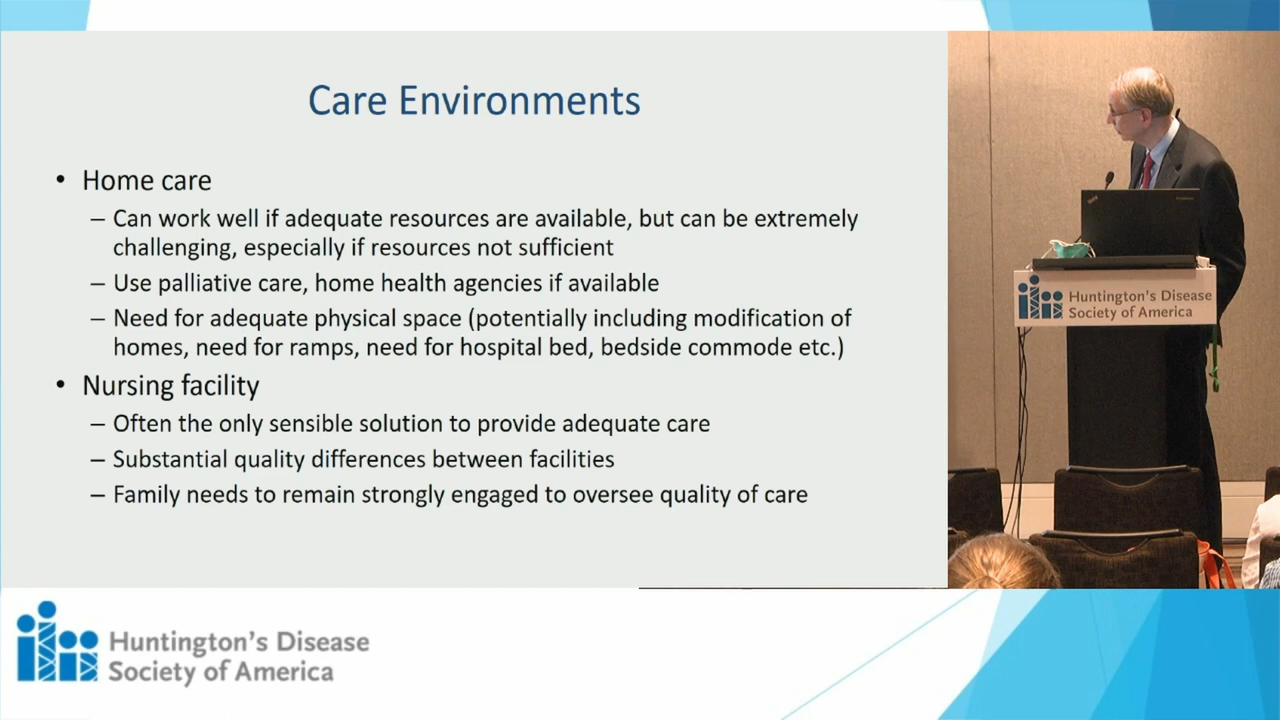 Care Environments
• Home care
– Can work well if adequate resources are available, but can be extremely
challenging, especially if resources not sufficient
– Use palliative care, home health agencies if available
– Need for adequate physical space (potentially including modification of
homes, need for ramps, need for hospital bed, bedside commode etc.)
• Nursing facility
– Often the only sensible solution to provide adequate care
– Substantial quality differences between facilities
– Family needs to remain strongly engaged to oversee quality of care
Huntington's Disease
Society of America
Huntington's Disease
Society of America